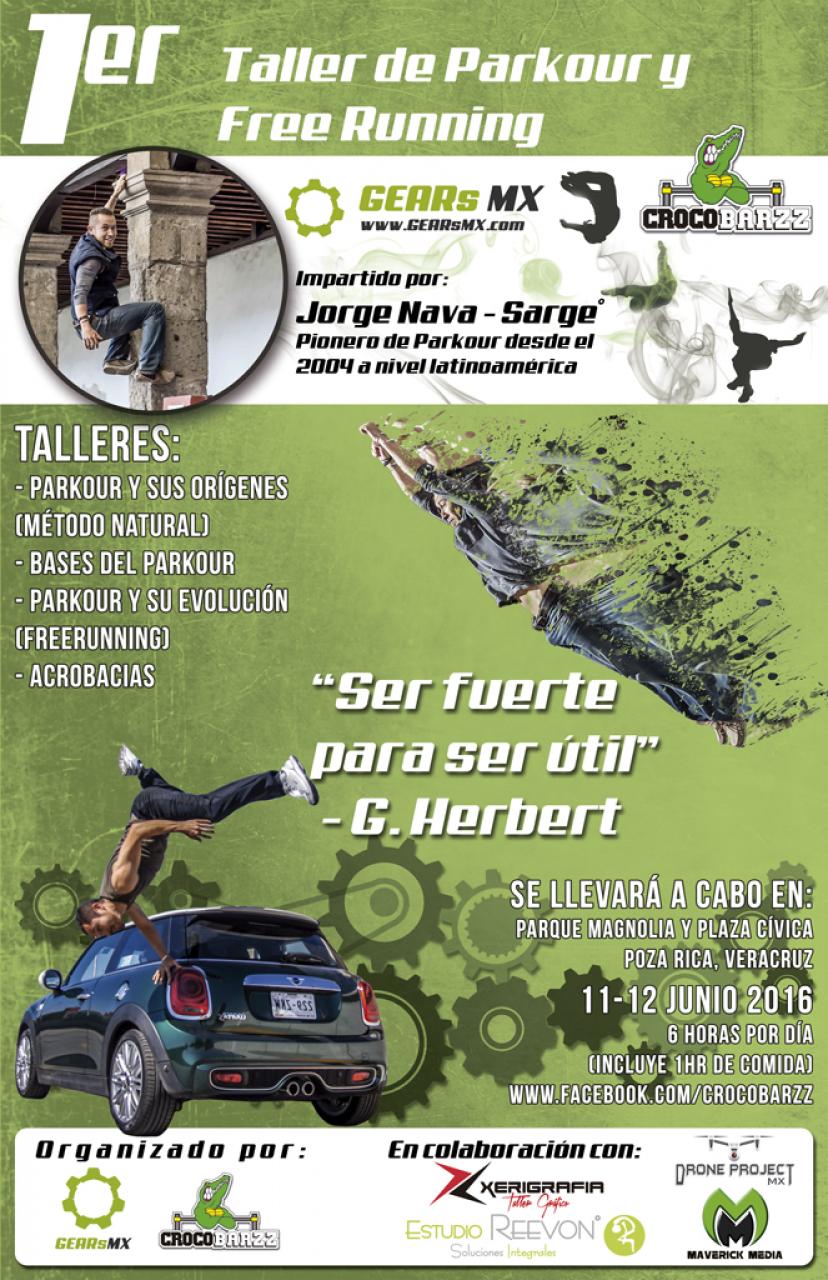 1er Taller de Parkour y
Free Running
GEARs MX
www.GEARsMX.com
CROCOBARZZ
Impartido por:
Jorge Nava - Sarge°
Pionero de Parkour desde el
2004 a nivel latinoamérica
TALLERES:
- PARKOUR Y SUS ORÍGENES
(MÉTODO NATURAL)
- BASES DEL PARKOUR
- PARKOUR Y SU EVOLUCIÓN
(FREERUNNING)
- ACROBACIAS
"Ser fuerte
para ser útil"
- G. Herbert
SE LLEVARÁ A CABO EN:
PARQUE MAGNOLIA Y PLAZA CÍVICA
POZA RICA, VERACRUZ
11-12 JUNIO 2016
6 HORAS POR DÍA
(INCLUYE 1HR DE COMIDA)
WWW.FACEBOOK.COM/CROCOBARZZ
Organizado por:
GEARsMX
CROCOBARZZ
En colaboración con:
XERIGRAFIA
Taller Gráfico
ESTUDIO REEVON°
Soluciones Integrales
DRONE PROJECT
MX
MAVERICK MEDIA